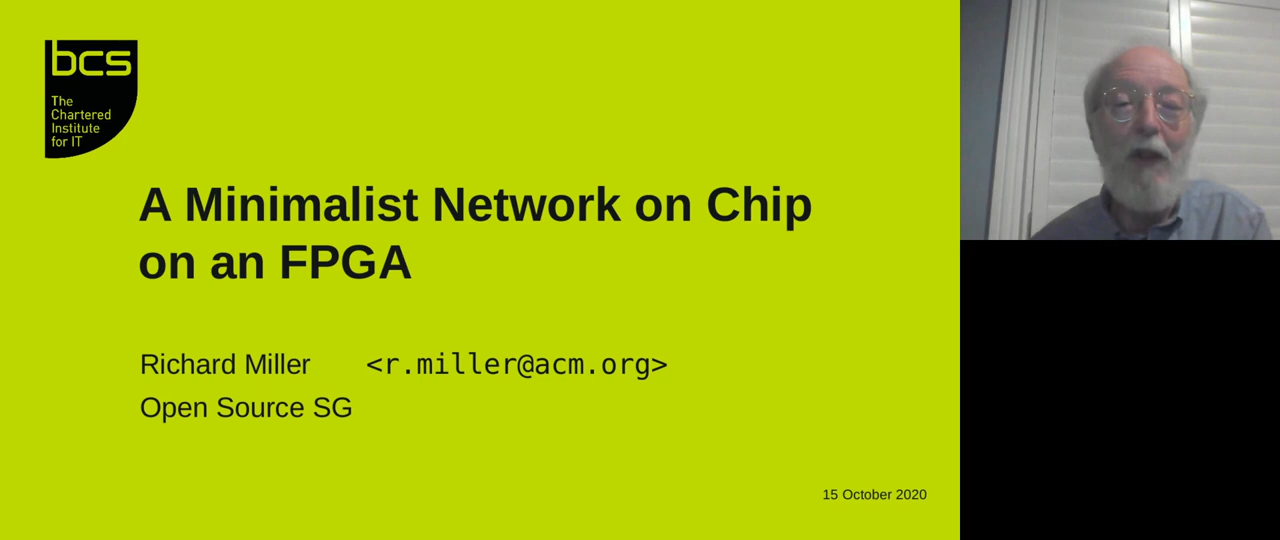 bcs
The
Chartered
Institute
for IT
A Minimalist Network on Chip
on an FPGA
Richard Miller <r.miller@acm.org>
Open Source SG
15 October 2020